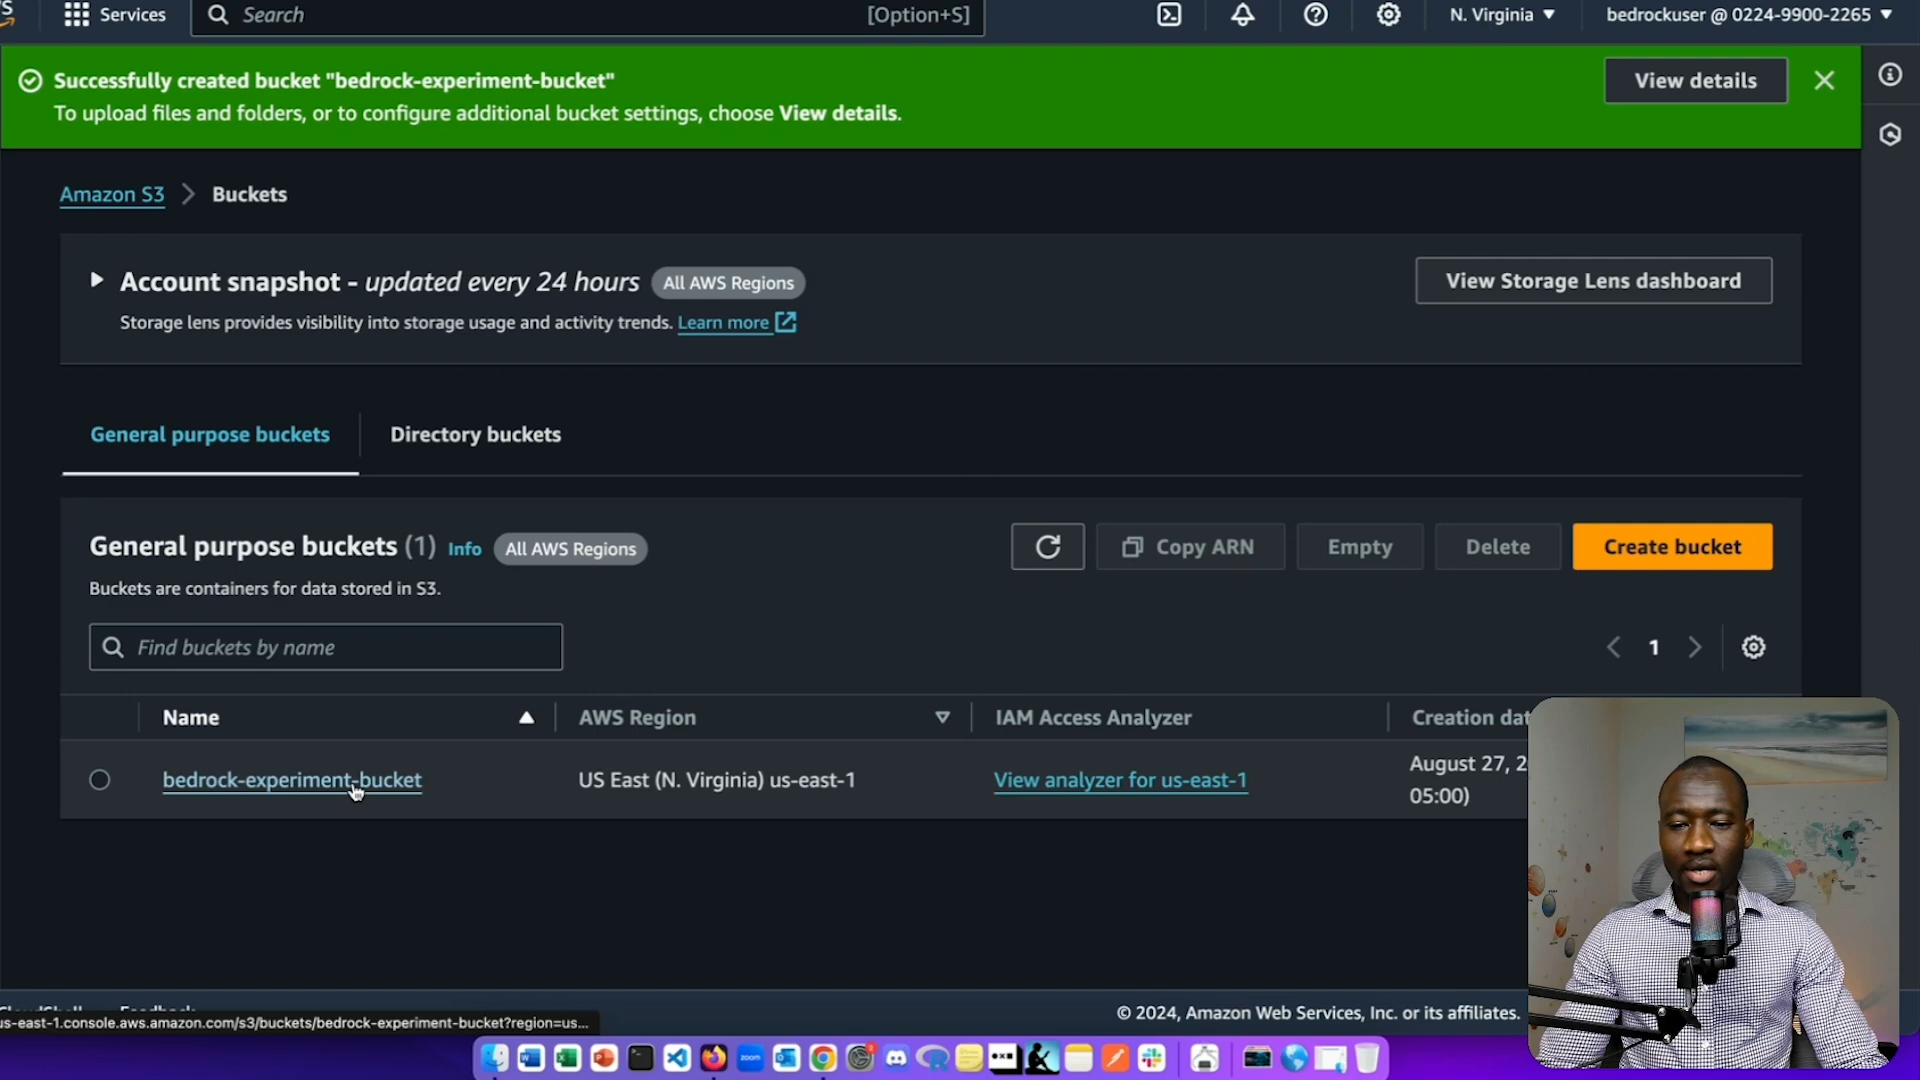 Services
Search
[Option+S]
N. Virginia
bedrockuser @ 0224-9900-2265
Successfully created bucket "bedrock-experiment-bucket"
To upload files and folders, or to configure additional bucket settings, choose View details.
View details
Amazon S3
Buckets
Account snapshot - updated every 24 hours
All AWS Regions
View Storage Lens dashboard
Storage lens provides visibility into storage usage and activity trends. Learn more
General purpose buckets
Directory buckets
General purpose buckets (1)
Info
All AWS Regions
Copy ARN
Empty
Delete
Create bucket
Buckets are containers for data stored in S3.
Find buckets by name
1
Name
AWS Region
IAM Access Analyzer
Creation dat
bedrock-experiment-bucket
US East (N. Virginia) us-east-1
View analyzer for us-east-1
August 27, 2
05:00)
© 2024, Amazon Web Services, Inc. or its affiliates.
us-east-1.console.aws.amazon.com/s3/buckets/bedrock-experiment-bucket?region=us...
zoom